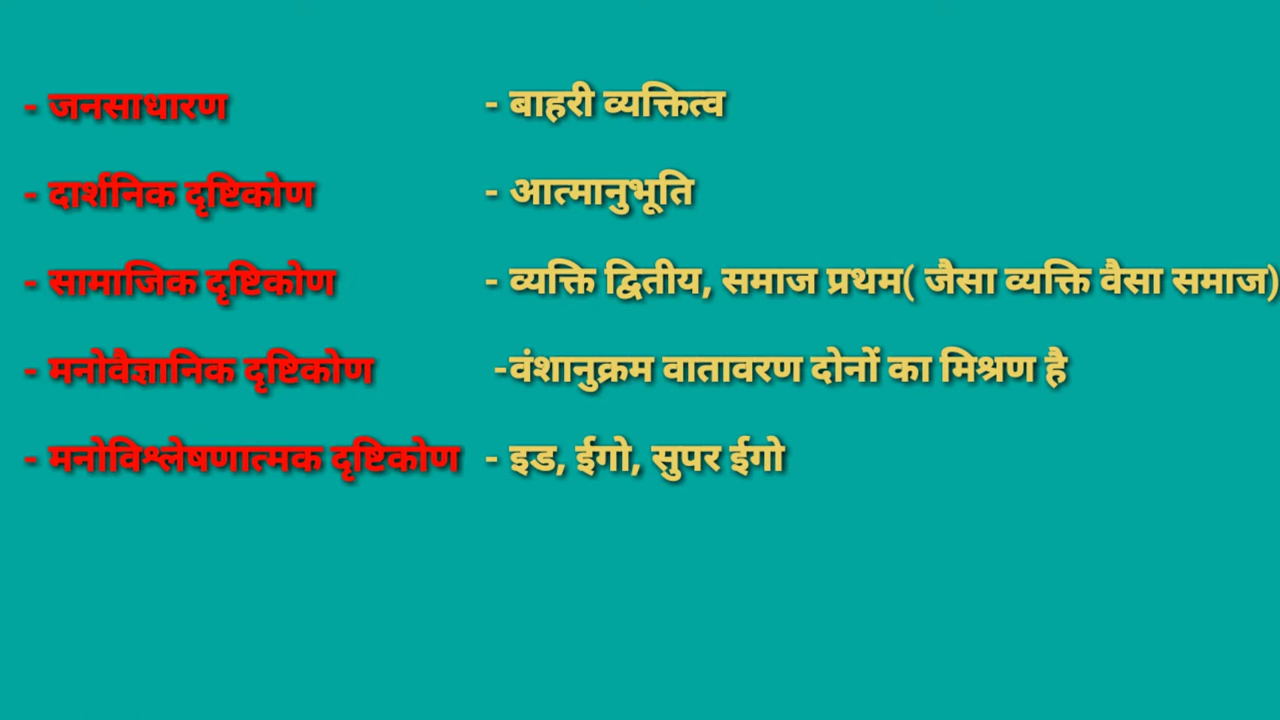 - जनसाधारण - बाहरी व्यक्तित्व
- दार्शनिक दृष्टिकोण - आत्मानुभूति
- सामाजिक दृष्टिकोण - व्यक्ति द्वितीय, समाज प्रथम( जैसा व्यक्ति वैसा समाज)
- मनोवैज्ञानिक दृष्टिकोण -वंशानुक्रम वातावरण दोनों का मिश्रण है
- मनोविश्लेषणात्मक दृष्टिकोण - इड, ईगो, सुपर ईगो